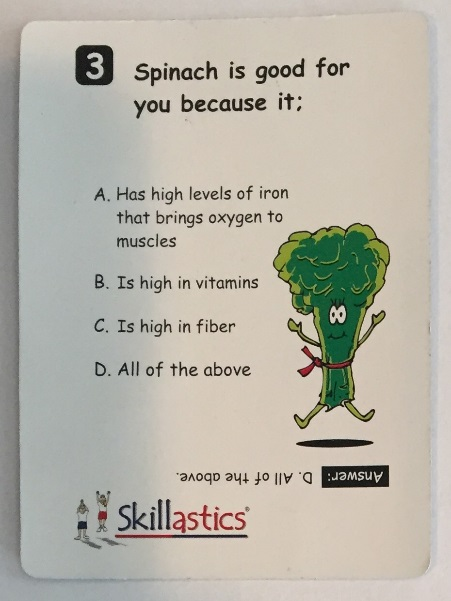 3
Spinach is good for
you because it;
A. Has high levels of iron
that brings oxygen to
muscles
B. Is high in vitamins
C. Is high in fiber
D. All of the above
Answer: D. All of the above.
Skillastics®